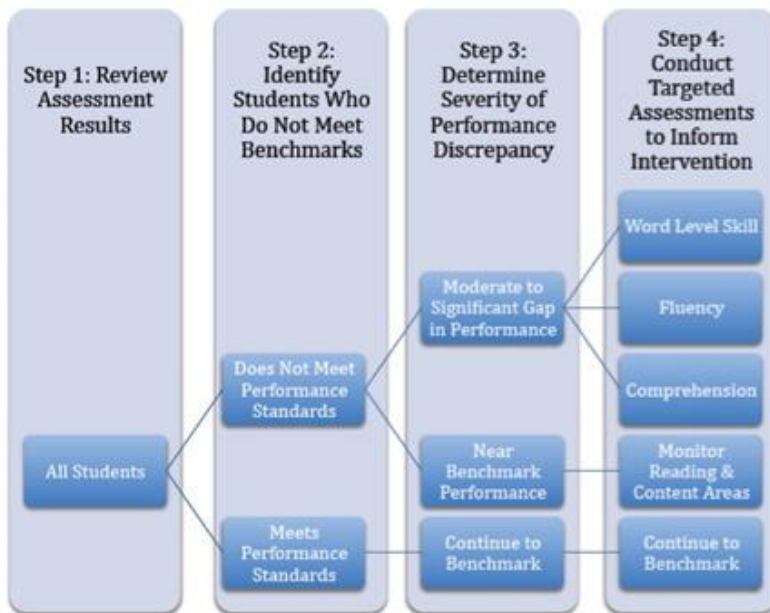 Step 1: Review
Assessment
Results
Step 2:
Identify
Students Who
Do Not Meet
Benchmarks
Step 3:
Determine
Severity of
Performance
Discrepancy
Step 4:
Conduct
Targeted
Assessments
to Inform
Intervention
All Students
Does Not Meet
Performance
Standards
Meets
Performance
Standards
Moderate to
Significant Gap
in Performance
Near
Benchmark
Performance
Continue to
Benchmark
Word Level Skill
Fluency
Comprehension
Monitor
Reading &
Content Areas
Continue to
Benchmark